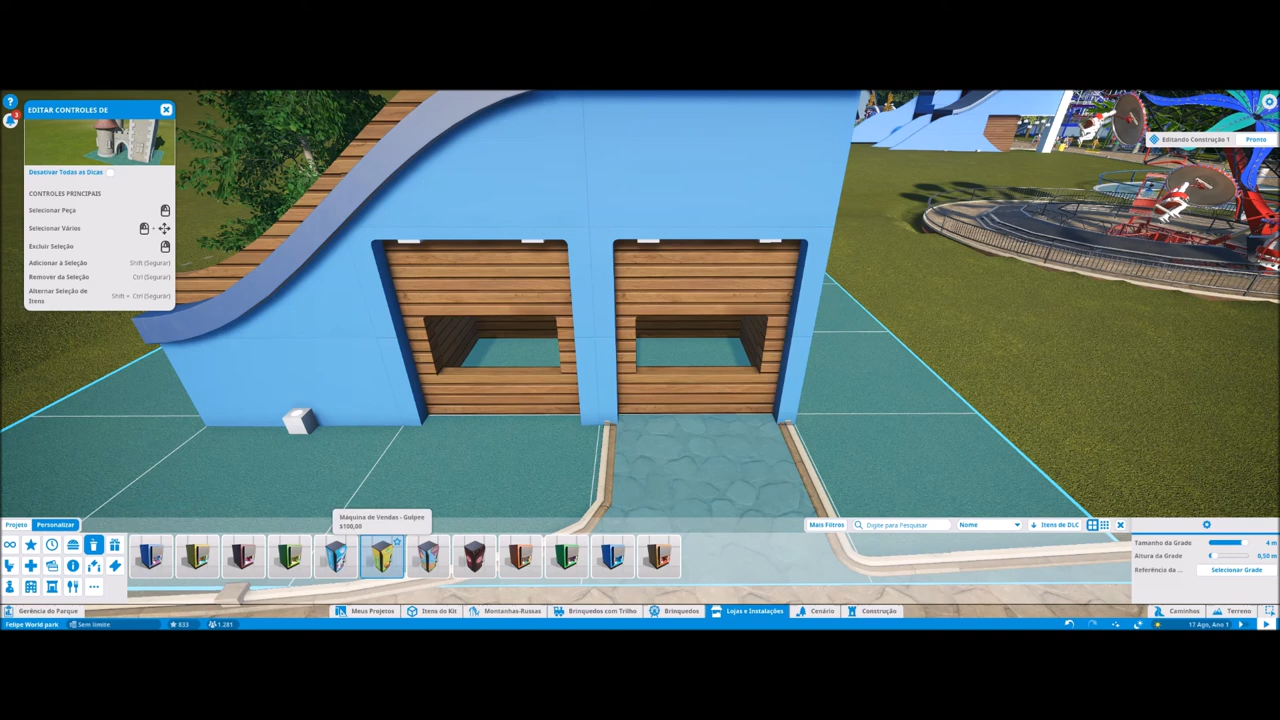 ?
3
EDITAR CONTROLES DE
Desativar Todas as Dicas
CONTROLES PRINCIPAIS
Selecionar Peça
Selecionar Vários
Excluir Seleção
Adicionar à Seleção Shift (Segurar)
Remover da Seleção Ctrl (Segurar)
Alternar Seleção de Itens Shift + Ctrl (Segurar)
Editando Construção 1 Pronto
Máquina de Vendas - Gulpee
$100,00
Projeto Personalizar
Mais Filtros Digite para Pesquisar Nome Itens de DLC
Tamanho da Grade 4 m
Altura da Grade 0,50 m
Referência da ... Selecionar Grade
Gerência do Parque Meus Projetos Itens do Kit Montanhas-Russas Brinquedos com Trilho Brinquedos Lojas e Instalações Cenário Construção Caminhos Terreno
Felipe World park Sem limite 833 1.281 17 Ago, Ano 1